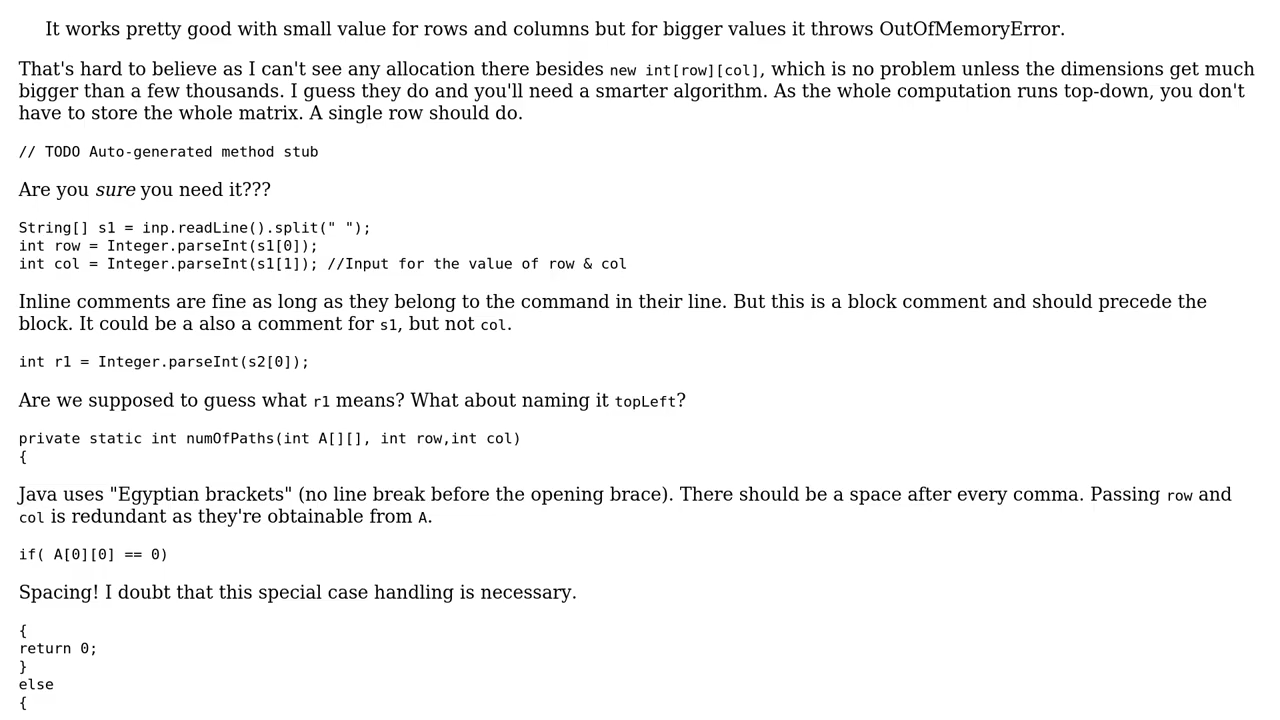 It works pretty good with small value for rows and columns but for bigger values it throws OutOfMemoryError.
That's hard to believe as I can't see any allocation there besides new int[row][col], which is no problem unless the dimensions get much
bigger than a few thousands. I guess they do and you'll need a smarter algorithm. As the whole computation runs top-down, you don't
have to store the whole matrix. A single row should do.
// TODO Auto-generated method stub
Are you sure you need it???
String[] s1 = inp.readLine().split(" ");
int row = Integer.parseInt(s1[0]);
int col = Integer.parseInt(s1[1]); //Input for the value of row & col
Inline comments are fine as long as they belong to the command in their line. But this is a block comment and should precede the
block. It could be a also a comment for s1, but not col.
int r1 = Integer.parseInt(s2[0]);
Are we supposed to guess what r1 means? What about naming it topLeft?
private static int numOfPaths(int A[][], int row,int col)
{
Java uses "Egyptian brackets" (no line break before the opening brace). There should be a space after every comma. Passing row and
col is redundant as they're obtainable from A.
if( A[0][0] == 0)
Spacing! I doubt that this special case handling is necessary.
{
return 0;
}
else
{